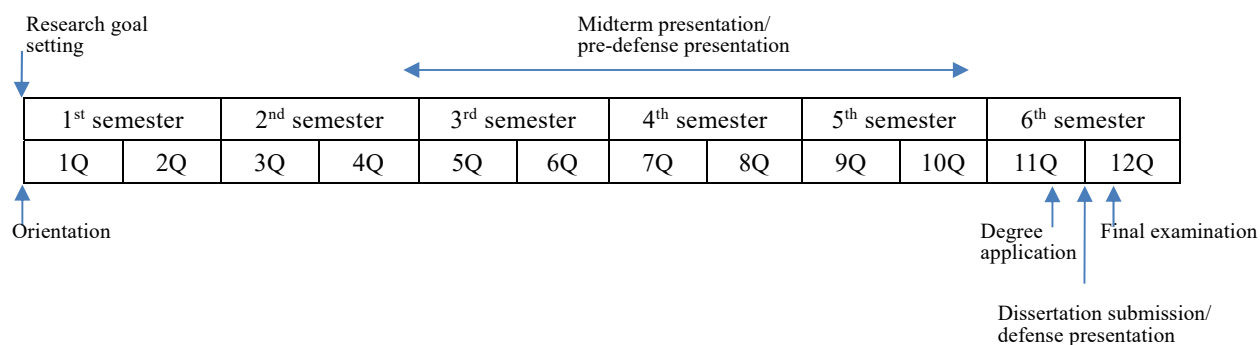 Research goal
setting
Midterm presentation/
pre-defense presentation
1st semester 2nd semester 3rd semester 4th semester 5th semester 6th semester
1Q 2Q 3Q 4Q 5Q 6Q 7Q 8Q 9Q 10Q 11Q 12Q
Orientation
Degree
application
Final examination
Dissertation submission/
defense presentation